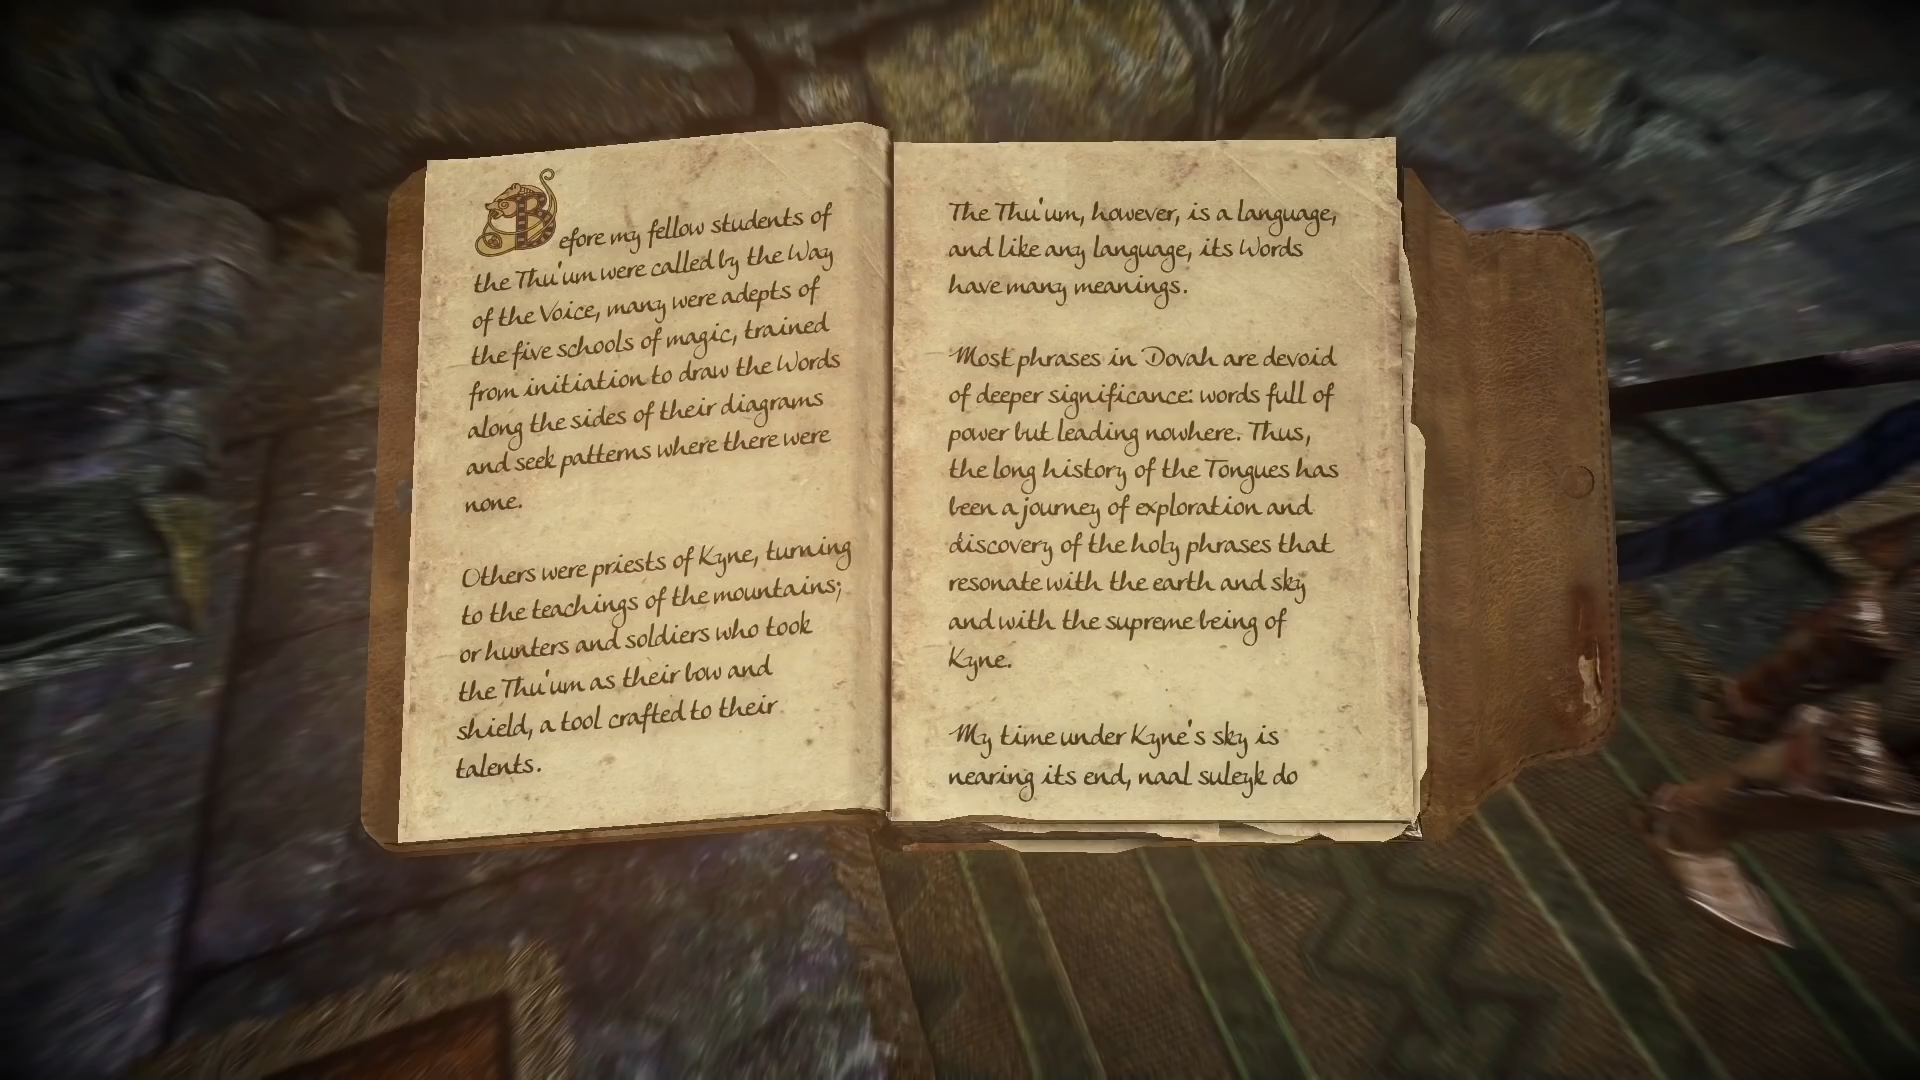 Before my fellow students of
the Thu'um were called by the Way
of the Voice, many were adepts of
the five schools of magic, trained
from initiation to draw the Words
along the sides of their diagrams
and seek patterns where there were
none.
Others were priests of Kyne, turning
to the teachings of the mountains;
or hunters and soldiers who took
the Thu'um as their bow and
shield, a tool crafted to their
talents.
The Thu'um, however, is a language,
and like any language, its Words
have many meanings.
Most phrases in Dovah are devoid
of deeper significance: words full of
power but leading nowhere. Thus,
the long history of the Tongues has
been a journey of exploration and
discovery of the holy phrases that
resonate with the earth and sky
and with the supreme being of
Kyne.
My time under Kyne's sky is
nearing its end, naal suleyk do